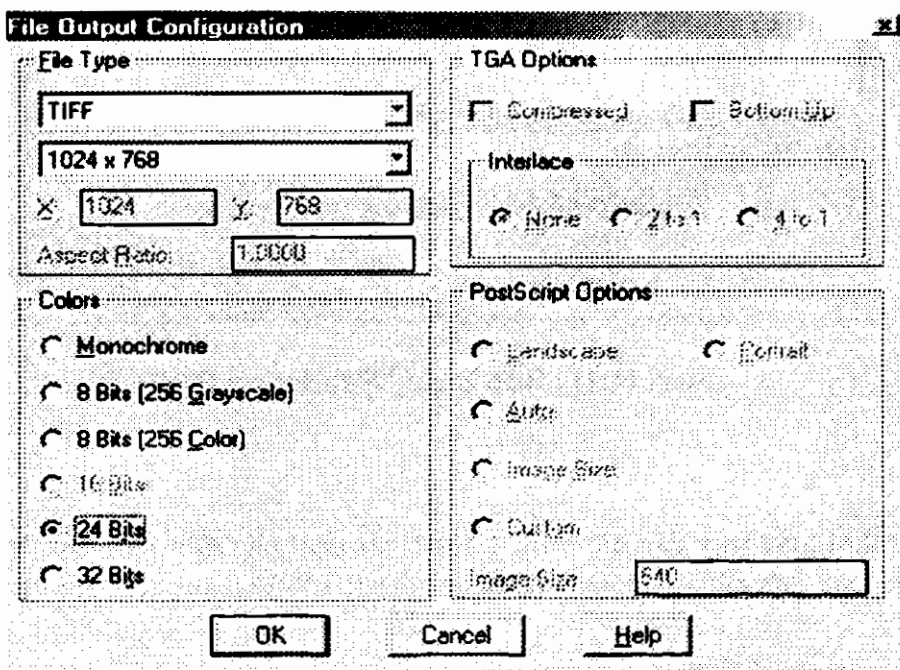 File Output Configuration
File Type
TIFF
1024 x 768
X: 1024 Y: 768
Aspect Ratio: 1.0000
Colors
Monochrome
8 Bits (256 Grayscale)
8 Bits (256 Color)
16 Bits
24 Bits
32 Bits
TGA Options
Compressed Bottom Up
Interlace
None 2 to 1 4 to 1
PostScript Options
Landscape Portrait
Auto
Image Size
Custom
Image Size 640
OK Cancel Help